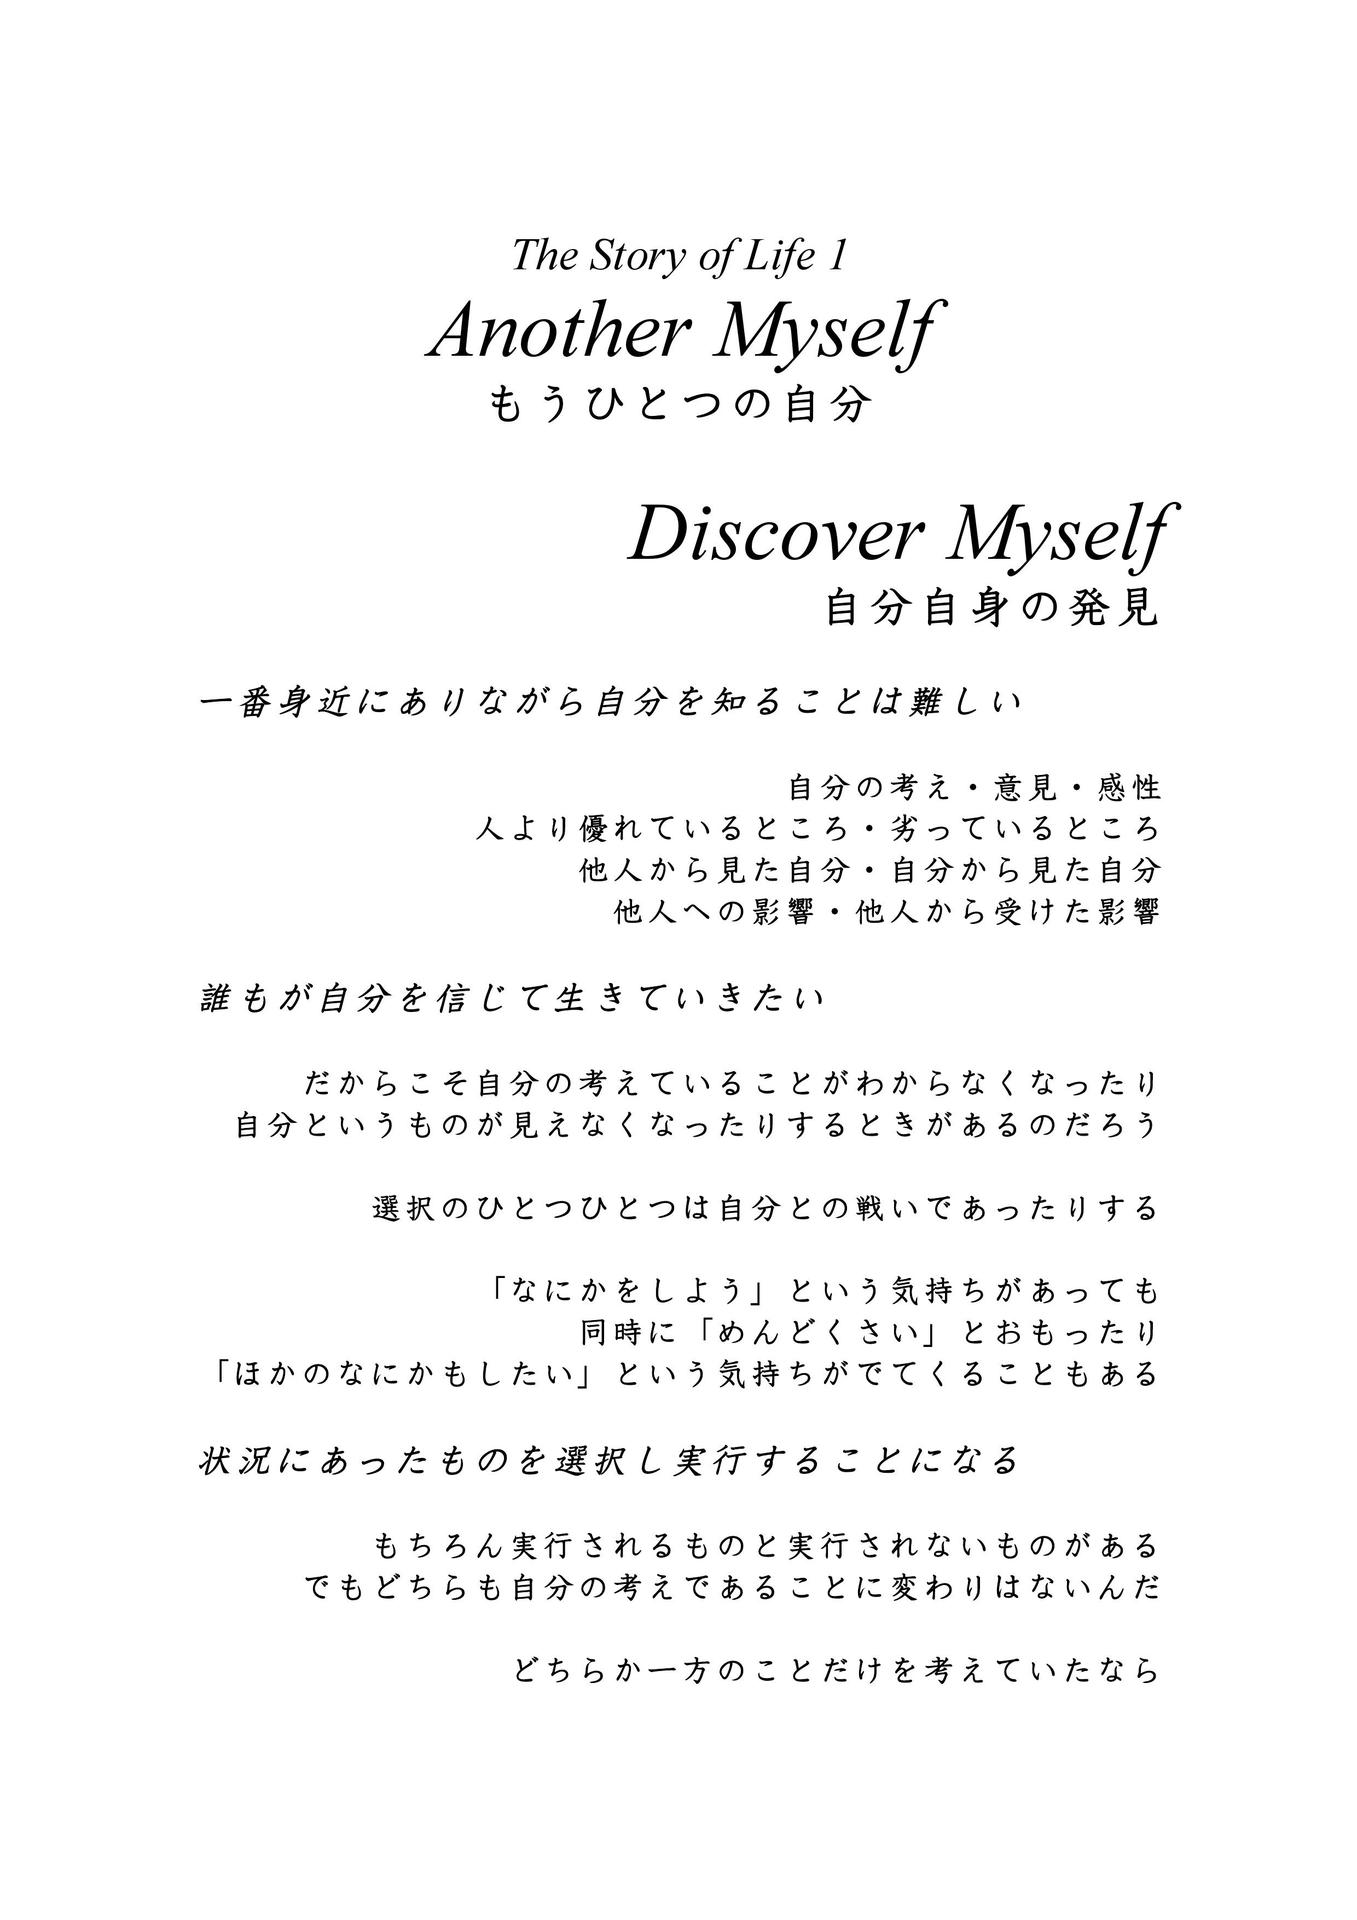 The Story of Life 1
Another Myself
もうひとつの自分
Discover Myself
自分自身の発見
一番身近にありながら自分を知ることは難しい
自分の考え・意見・感性
人より優れているところ・劣っているところ
他人から見た自分・自分から見た自分
他人への影響・他人から受けた影響
誰もが自分を信じて生きていきたい
だからこそ自分の考えていることがわからなくなったり
自分というものが見えなくなったりするときがあるのだろう
選択のひとつひとつは自分との戦いであったりする
「なにかをしよう」という気持ちがあっても
同時に「めんどくさい」とおもったり
「ほかのなにかもしたい」という気持ちがでてくることもある
状況にあったものを選択し実行することになる
もちろん実行されるものと実行されないものがある
でもどちらも自分の考えであることに変わりはないんだ
どちらか一方のことだけを考えていたなら